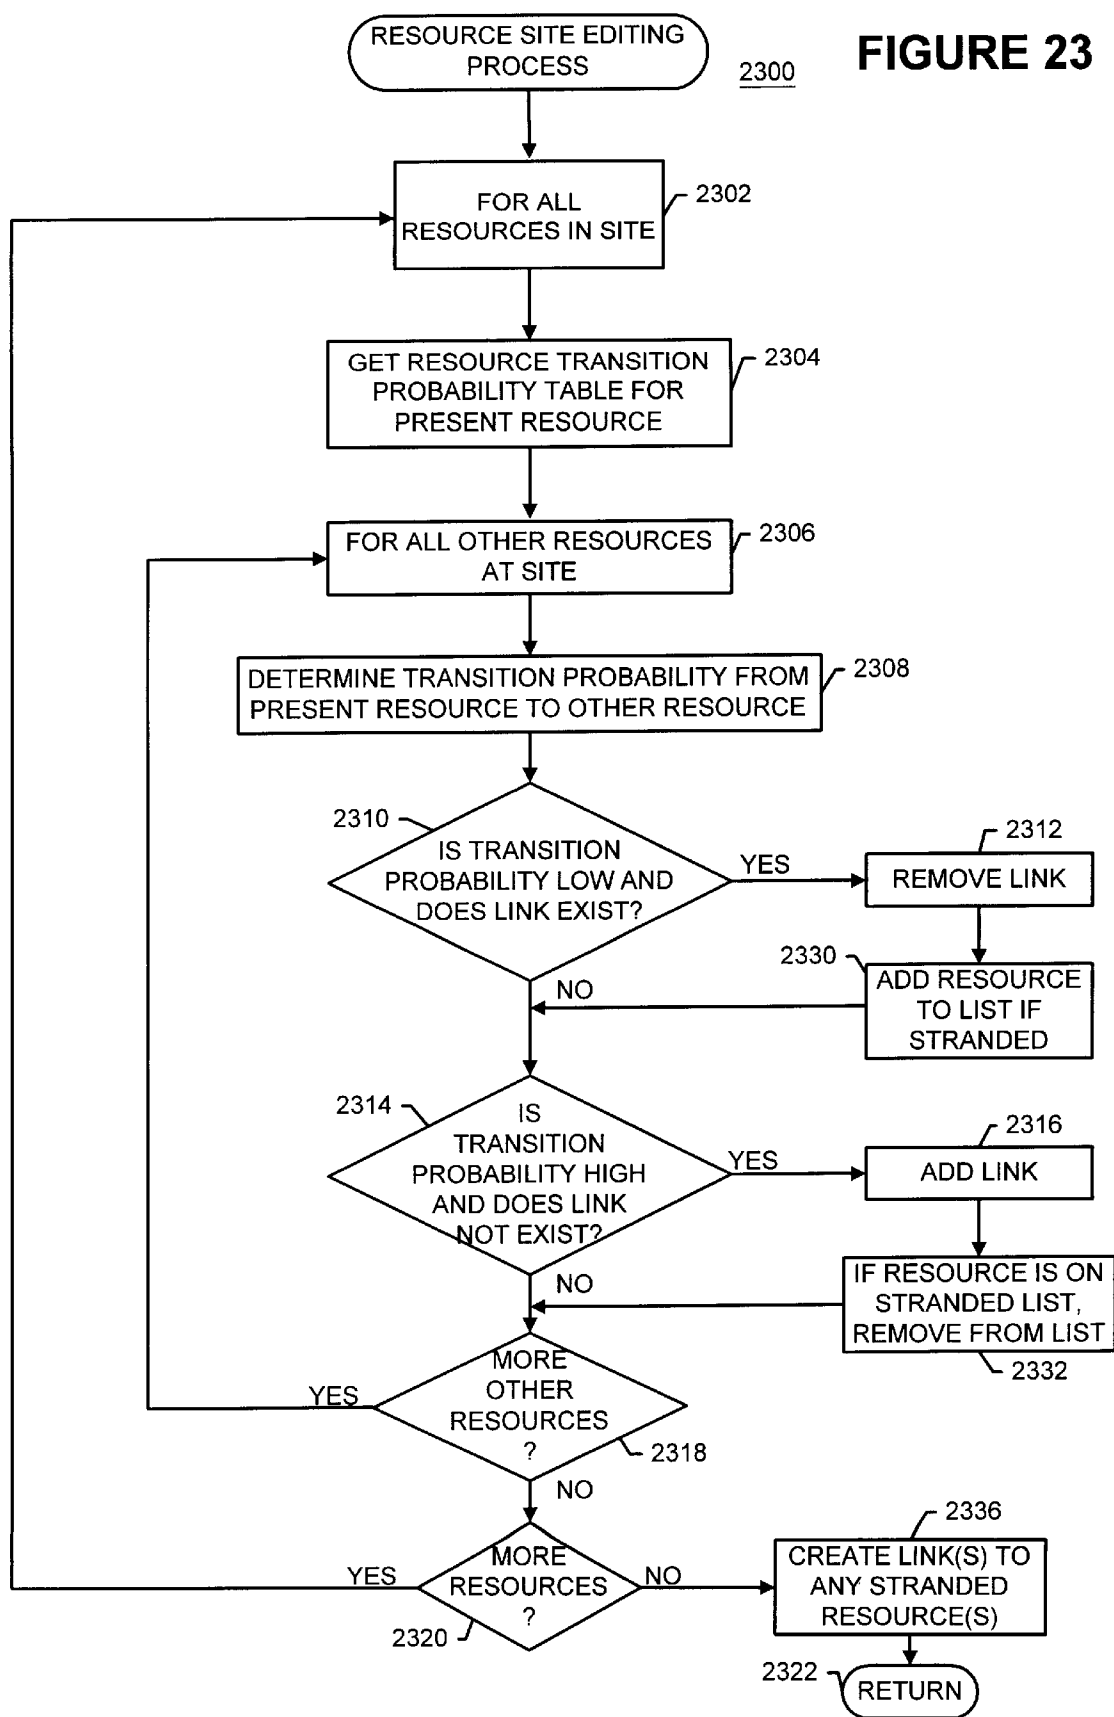 RESOURCE SITE EDITING
PROCESS
FIGURE 23
2300
FOR ALL
RESOURCES IN SITE
2302
GET RESOURCE TRANSITION
PROBABILITY TABLE FOR
PRESENT RESOURCE
2304
FOR ALL OTHER RESOURCES
AT SITE
2306
DETERMINE TRANSITION PROBABILITY FROM
PRESENT RESOURCE TO OTHER RESOURCE
2308
2310
IS TRANSITION
PROBABILITY LOW AND
DOES LINK EXIST?
YES
2312
REMOVE LINK
2330
ADD RESOURCE
TO LIST IF
STRANDED
NO
2314
IS
TRANSITION
PROBABILITY HIGH
AND DOES LINK
NOT EXIST?
YES
2316
ADD LINK
IF RESOURCE IS ON
STRANDED LIST,
REMOVE FROM LIST
2332
NO
MORE
OTHER
RESOURCES
?
YES
2318
NO
MORE
RESOURCES
?
YES
2320
NO
2336
CREATE LINK(S) TO
ANY STRANDED
RESOURCE(S)
2322
RETURN